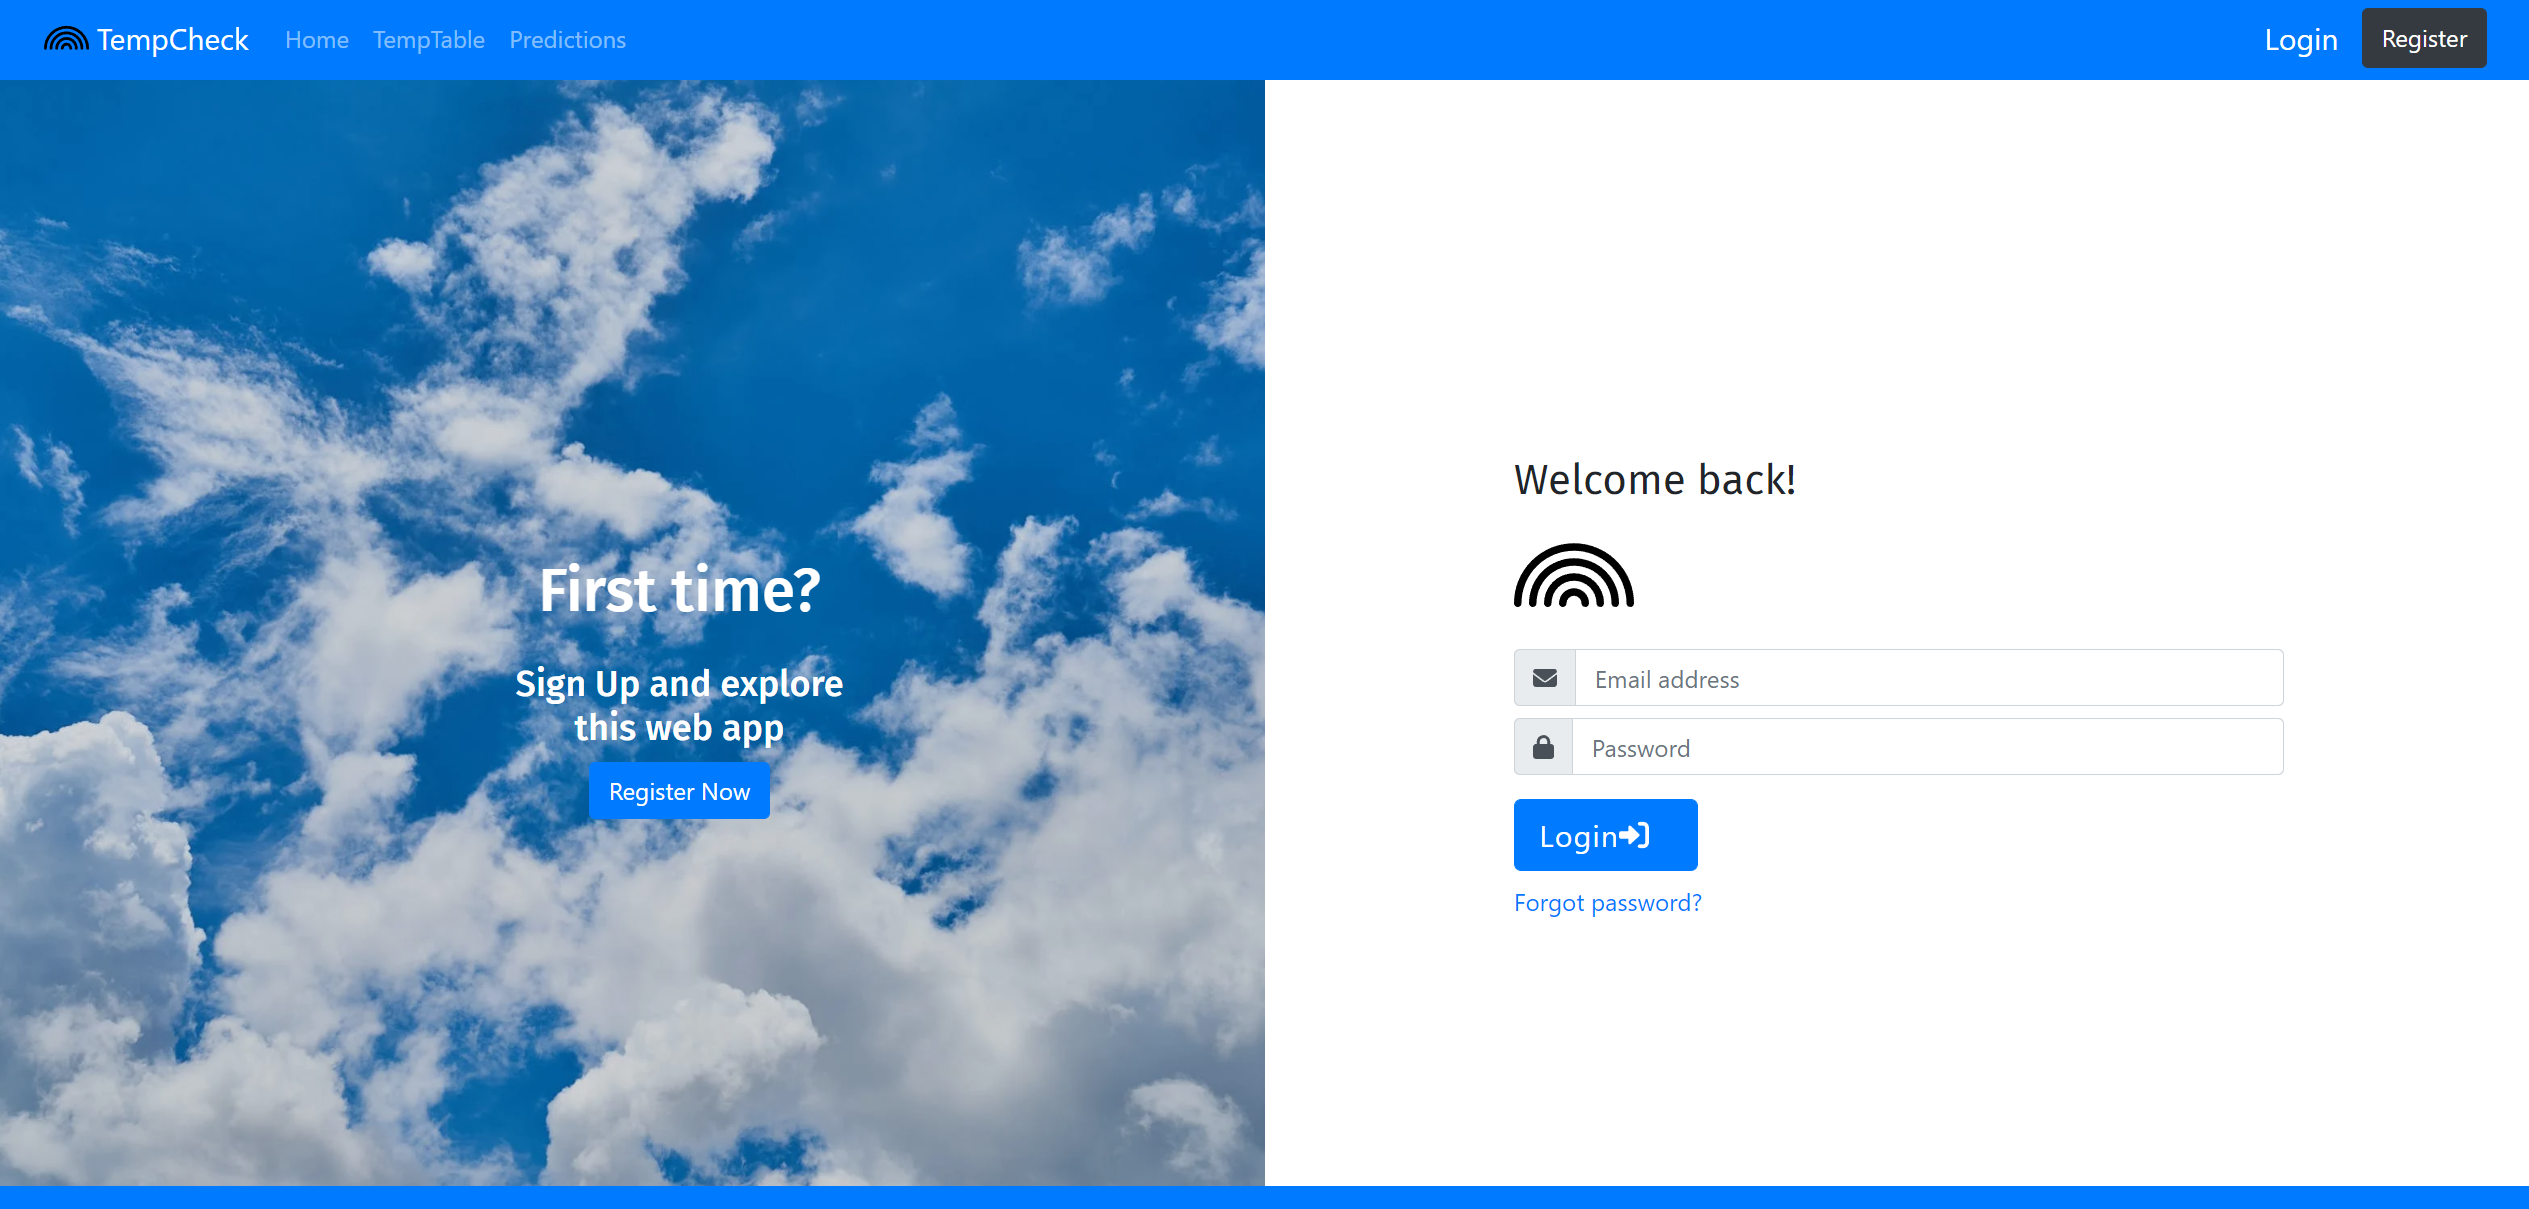 TempCheck Home TempTable Predictions Login Register
First time?
Sign Up and explore
this web app
Register Now
Welcome back!
Email address
Password
Login
Forgot password?